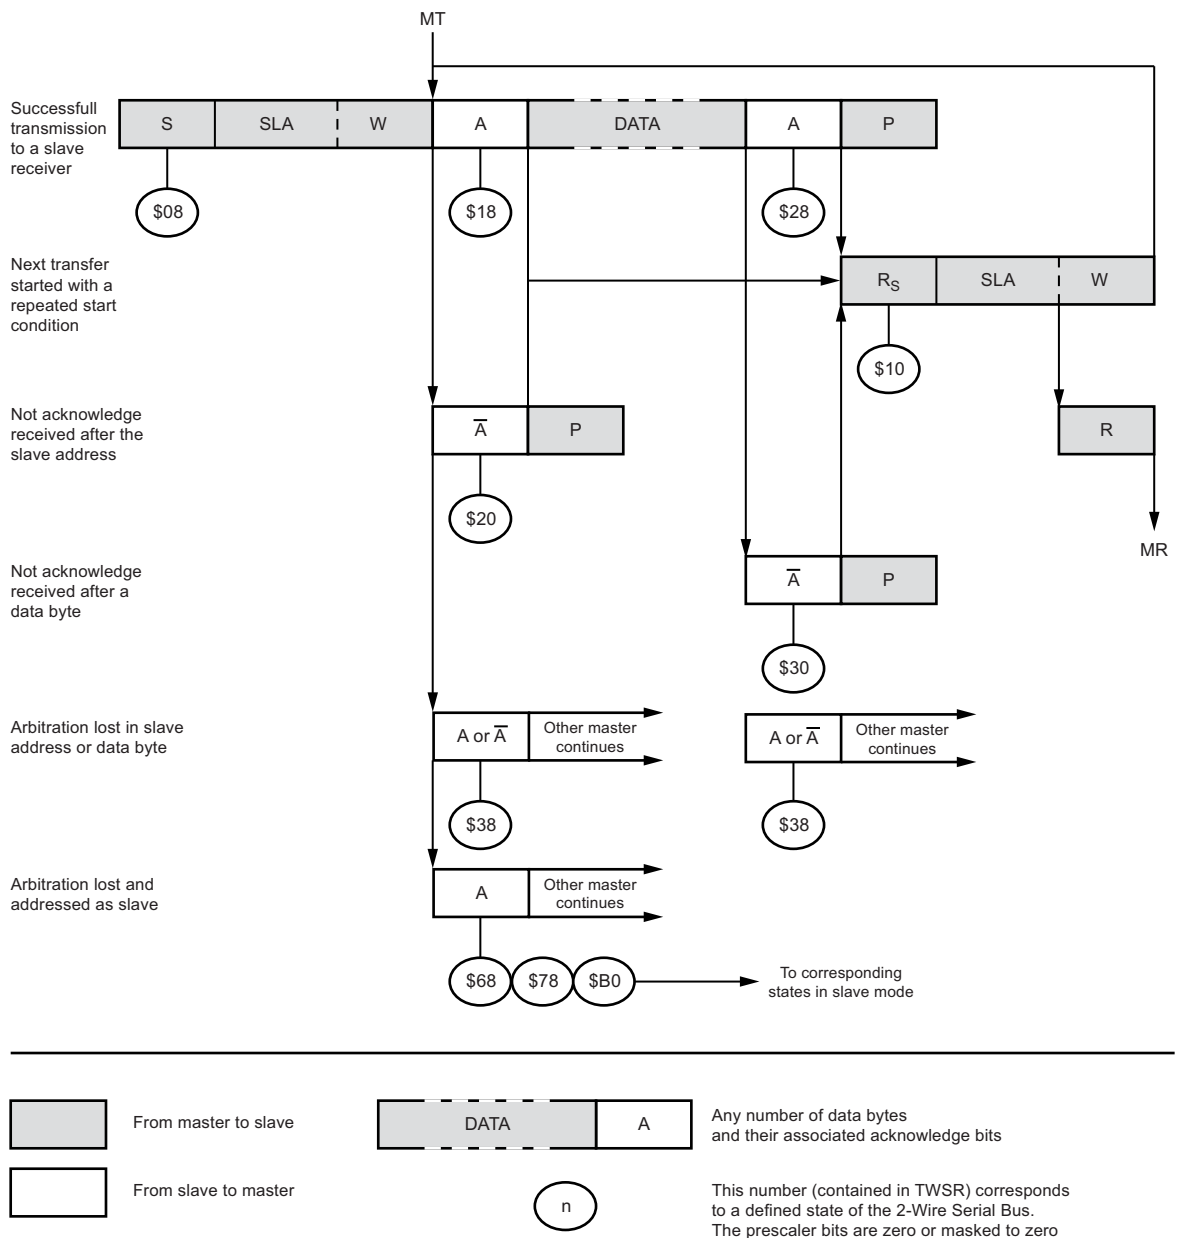 MT
Successfull
transmission
to a slave
receiver
S SLA W A DATA A P
$08 $18 $28
Next transfer
started with a
repeated start
condition
RS SLA W
$10
Not acknowledge
received after the
slave address
A̅ P
R
$20
MR
Not acknowledge
received after a
data byte
A̅ P
$30
Arbitration lost in slave
address or data byte
A or A̅
Other master
continues
A or A̅
Other master
continues
$38 $38
Arbitration lost and
addressed as slave
A
Other master
continues
$68 $78 $B0
To corresponding
states in slave mode
From master to slave
DATA A
Any number of data bytes
and their associated acknowledge bits
From slave to master
n
This number (contained in TWSR) corresponds
to a defined state of the 2-Wire Serial Bus.
The prescaler bits are zero or masked to zero